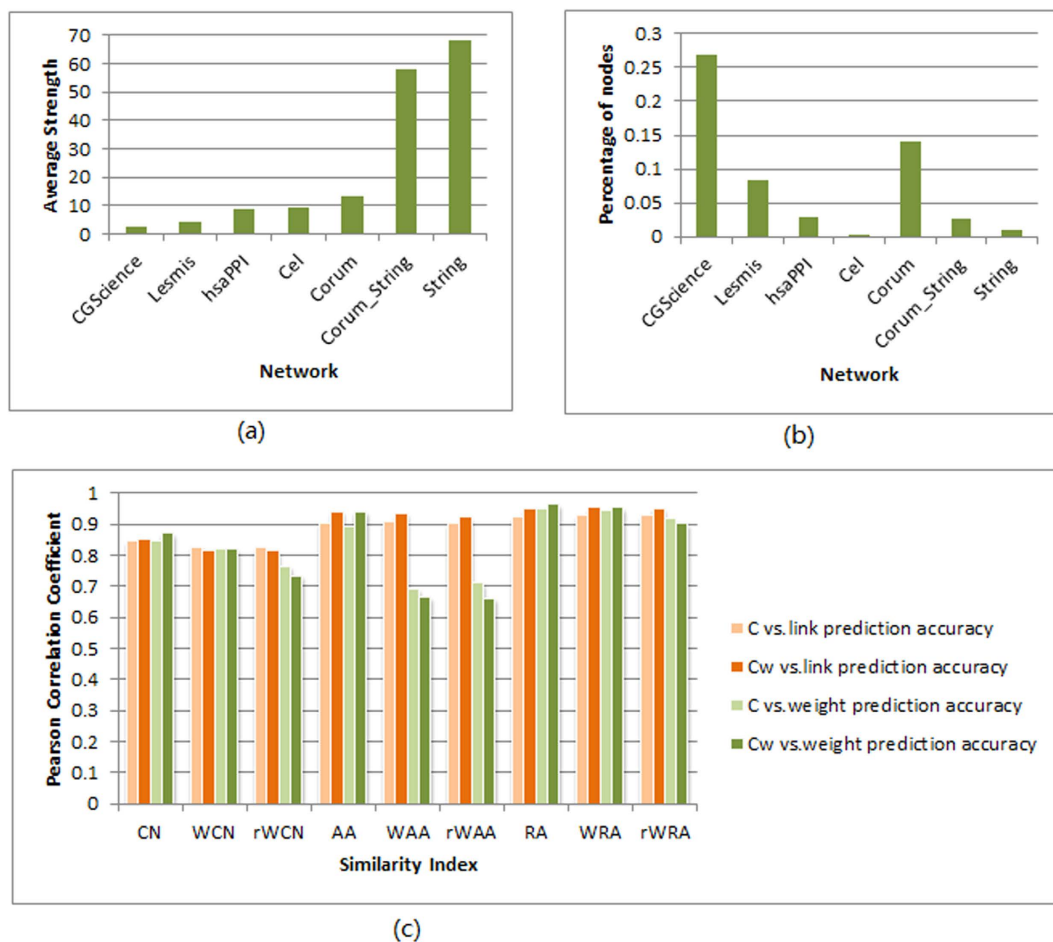 70
60
50
40
30
20
10
0
Average Strength
CGScience
Lesmis
hsaPPI
Cel
Corum
Corum_String
String
Network
(a)
0.3
0.25
0.2
0.15
0.1
0.05
0
Percentage of nodes
CGScience
Lesmis
hsaPPI
Cel
Corum
Corum_String
String
Network
(b)
1
0.9
0.8
0.7
0.6
0.5
0.4
0.3
0.2
0.1
0
Pearson Correlation Coefficient
CN WCN rWCN AA WAA rWAA RA WRA rWRA
Similarity Index
C vs.link prediction accuracy
Cw vs.link prediction accuracy
C vs.weight prediction accuracy
Cw vs.weight prediction accuracy
(c)